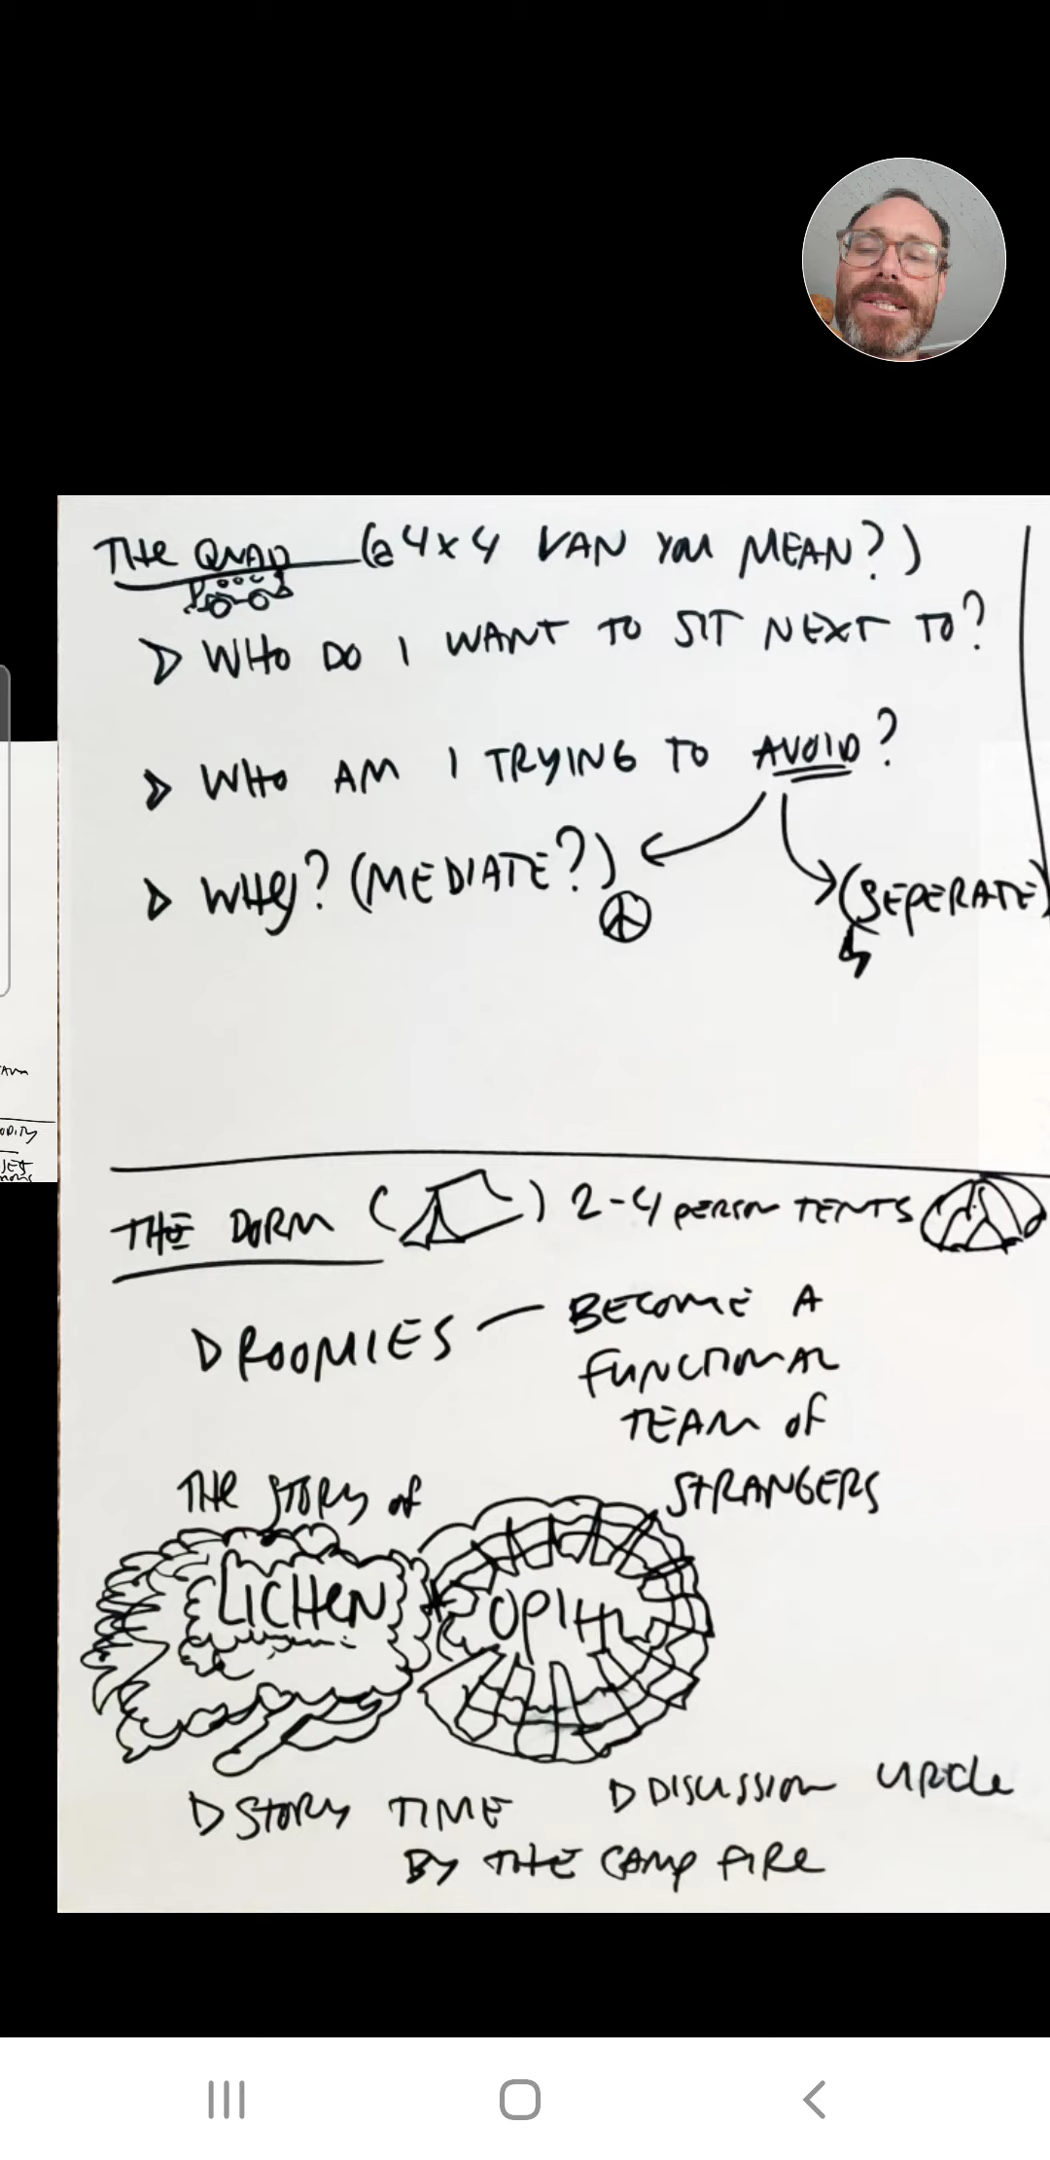 THE QUAD (a 4x4 VAN YOU MEAN?)
WHO DO I WANT TO SIT NEXT TO?
WHO AM I TRYING TO AVOID?
WHY? (MEDIATE?)
(SEPERATE)
THE DORM ( ) 2-4 PERSON TENTS
ROOMIES — BECOME A
FUNCTIONAL
TEAM OF
STRANGERS
THE STORY OF
LICHEN
STORY TIME
DISCUSSION CIRCLE
BY THE CAMP FIRE